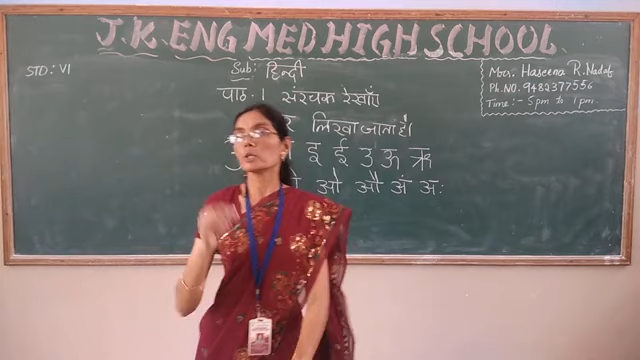 J.K. ENG MED HIGH SCHOOL
STD: VI
Sub: हिन्दी
Mrs. Haseena R. Nadaf
Ph.NO. 9482377556
Time:- 5pm to 1pm
पाठ. 1 संरचक रेखाएँ
लिखा जाता है।
इ ई उ ऊ ऋ
ओ औ अं अ: